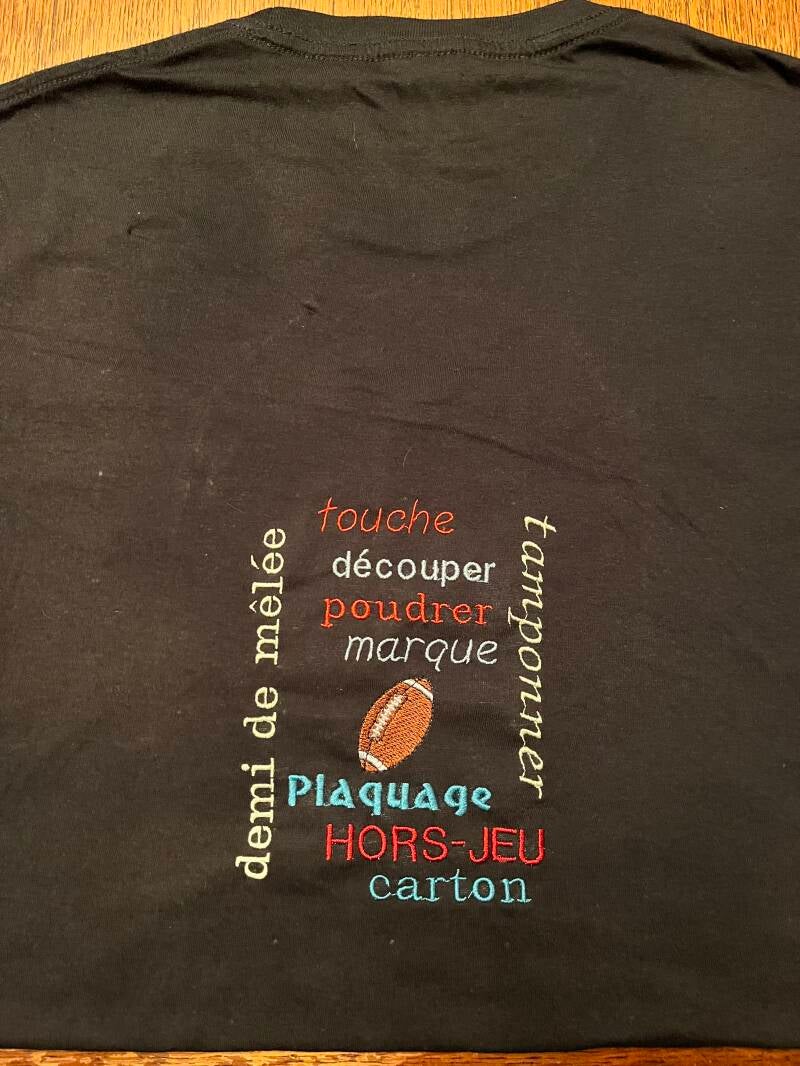 demi de mêlée
touche
découper
poudrer
marque
tamponner
Plaquage
HORS-JEU
carton